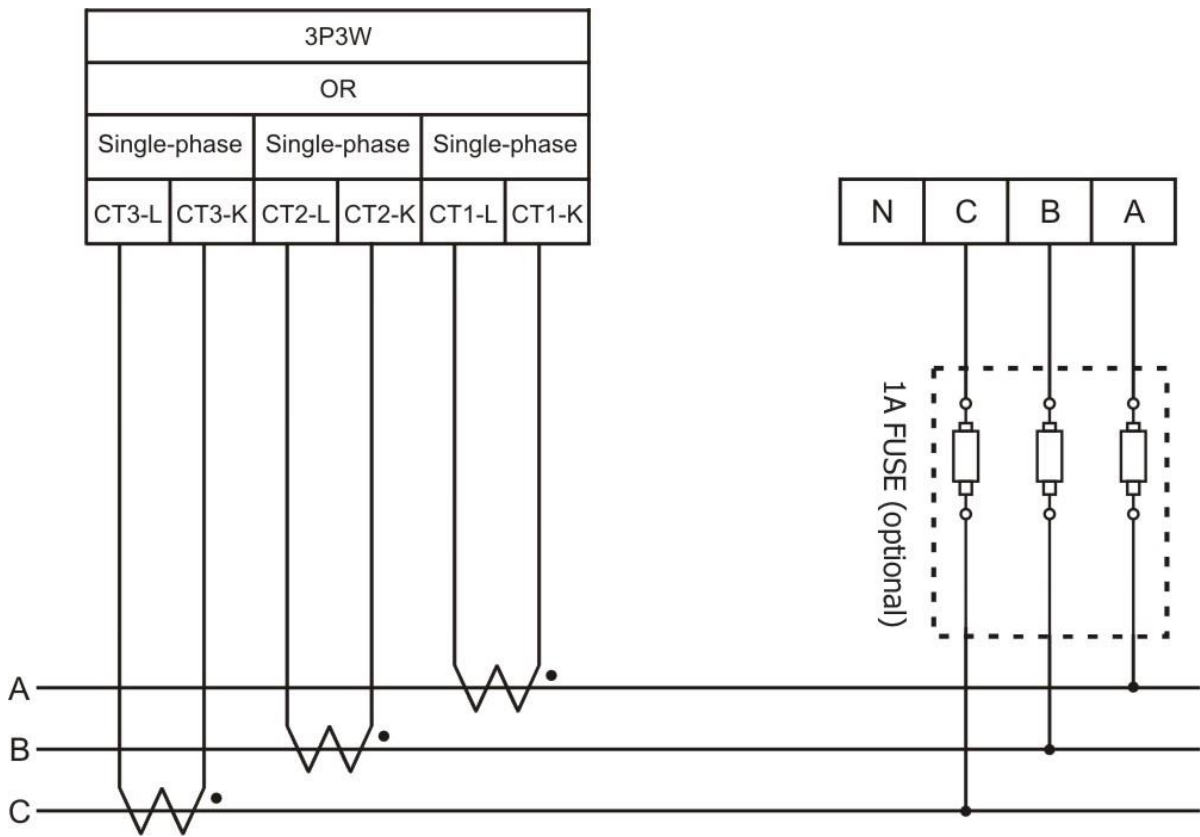 3P3W
OR
Single-phase Single-phase Single-phase
CT3-L CT3-K CT2-L CT2-K CT1-L CT1-K
N C B A
1A FUSE (optional)
A
B
C